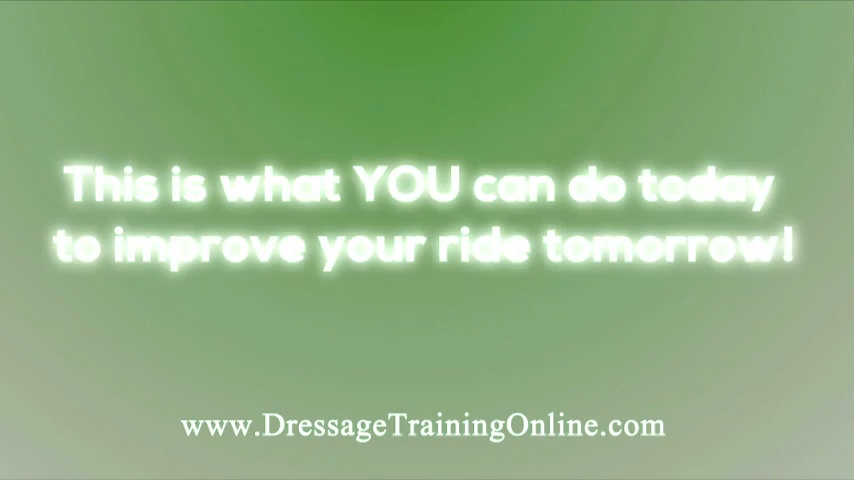 This is what YOU can do today
to improve your ride tomorrow!
www.DressageTrainingOnline.com